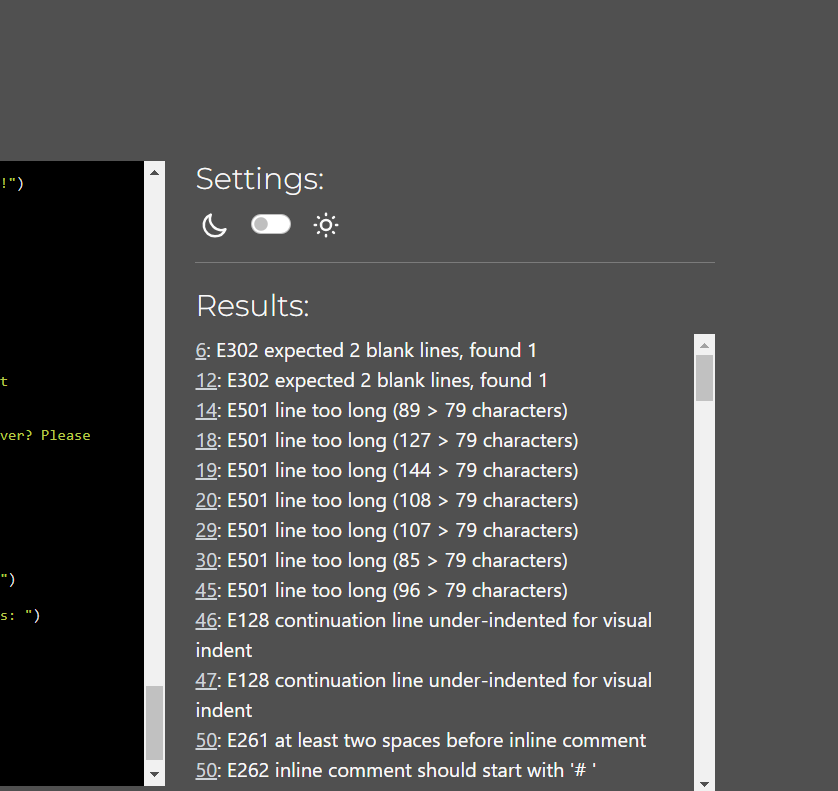 !")
t
ver? Please
")
s: ")
Settings:
Results:
6: E302 expected 2 blank lines, found 1
12: E302 expected 2 blank lines, found 1
14: E501 line too long (89 > 79 characters)
18: E501 line too long (127 > 79 characters)
19: E501 line too long (144 > 79 characters)
20: E501 line too long (108 > 79 characters)
29: E501 line too long (107 > 79 characters)
30: E501 line too long (85 > 79 characters)
45: E501 line too long (96 > 79 characters)
46: E128 continuation line under-indented for visual
indent
47: E128 continuation line under-indented for visual
indent
50: E261 at least two spaces before inline comment
50: E262 inline comment should start with '# '